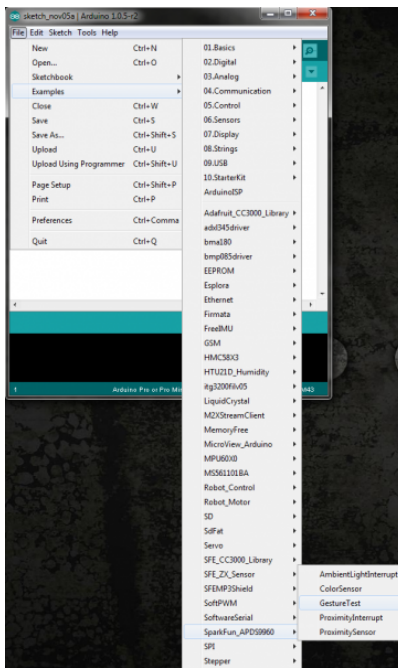 sketch_nov05a | Arduino 1.0.5-r2
File Edit Sketch Tools Help
New Ctrl+N
Open... Ctrl+O
Sketchbook
Examples
Close Ctrl+W
Save Ctrl+S
Save As... Ctrl+Shift+S
Upload Ctrl+U
Upload Using Programmer Ctrl+Shift+U
Page Setup Ctrl+Shift+P
Print Ctrl+P
Preferences Ctrl+Comma
Quit Ctrl+Q
01.Basics
02.Digital
03.Analog
04.Communication
05.Control
06.Sensors
07.Display
08.Strings
09.USB
10.StarterKit
ArduinoISP
Adafruit_CC3000_Library
adxl345driver
bma180
bmp085driver
EEPROM
Esplora
Ethernet
Firmata
FreeIMU
GSM
HMC58X3
HTU21D_Humidity
itg3200filv05
LiquidCrystal
M2XStreamClient
MemoryFree
MicroView_Arduino
MPU60X0
MS561101BA
Robot_Control
Robot_Motor
SD
SdFat
Servo
SFE_CC3000_Library
SFE_ZX_Sensor
SFEMP3Shield
SoftPWM
SoftwareSerial
SparkFun_APDS9960
SPI
Stepper
AmbientLightInterrupt
ColorSensor
GestureTest
ProximityInterrupt
ProximitySensor
1 Arduino Pro or Pro Mi M43